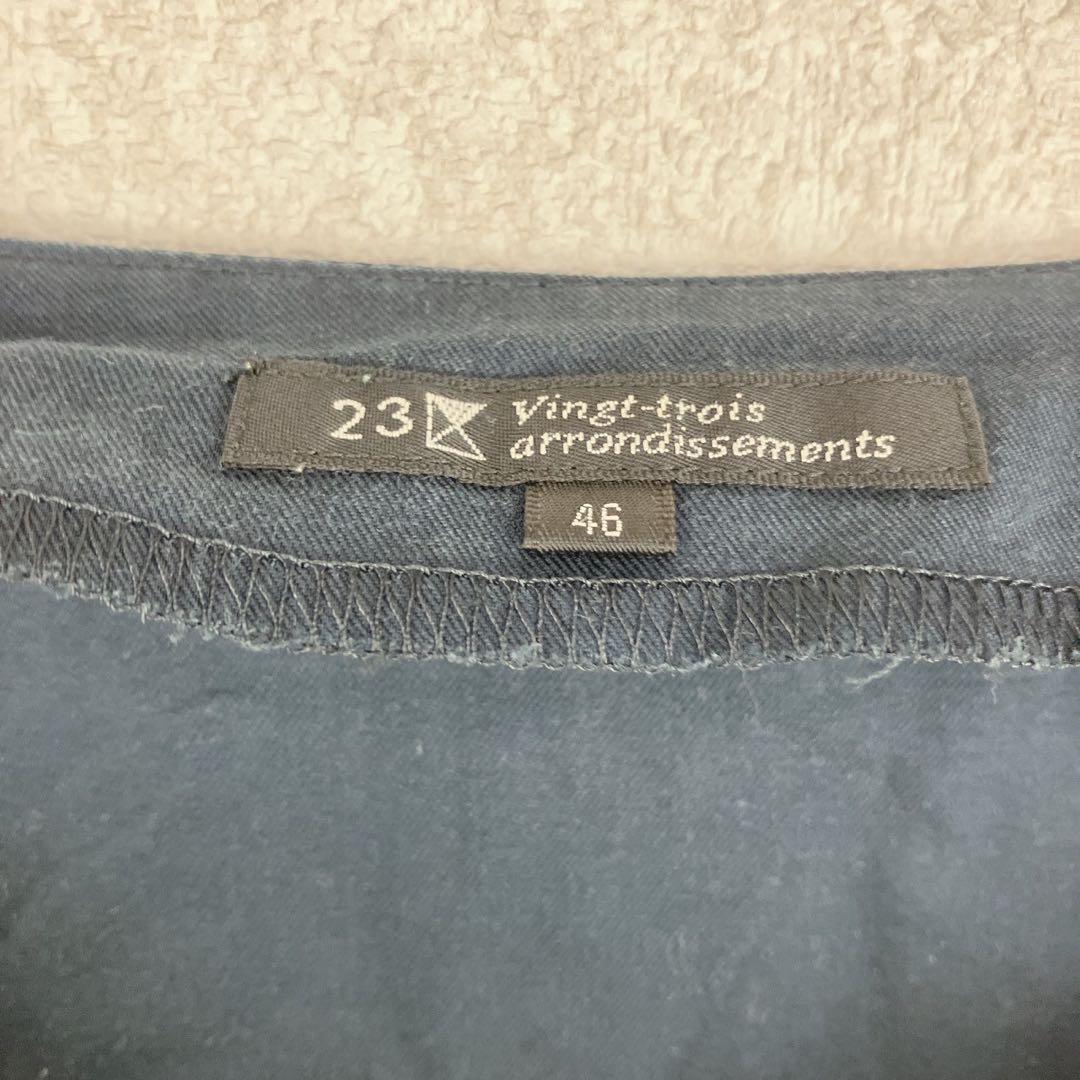 23 Vingt-trois
arrondissements
46